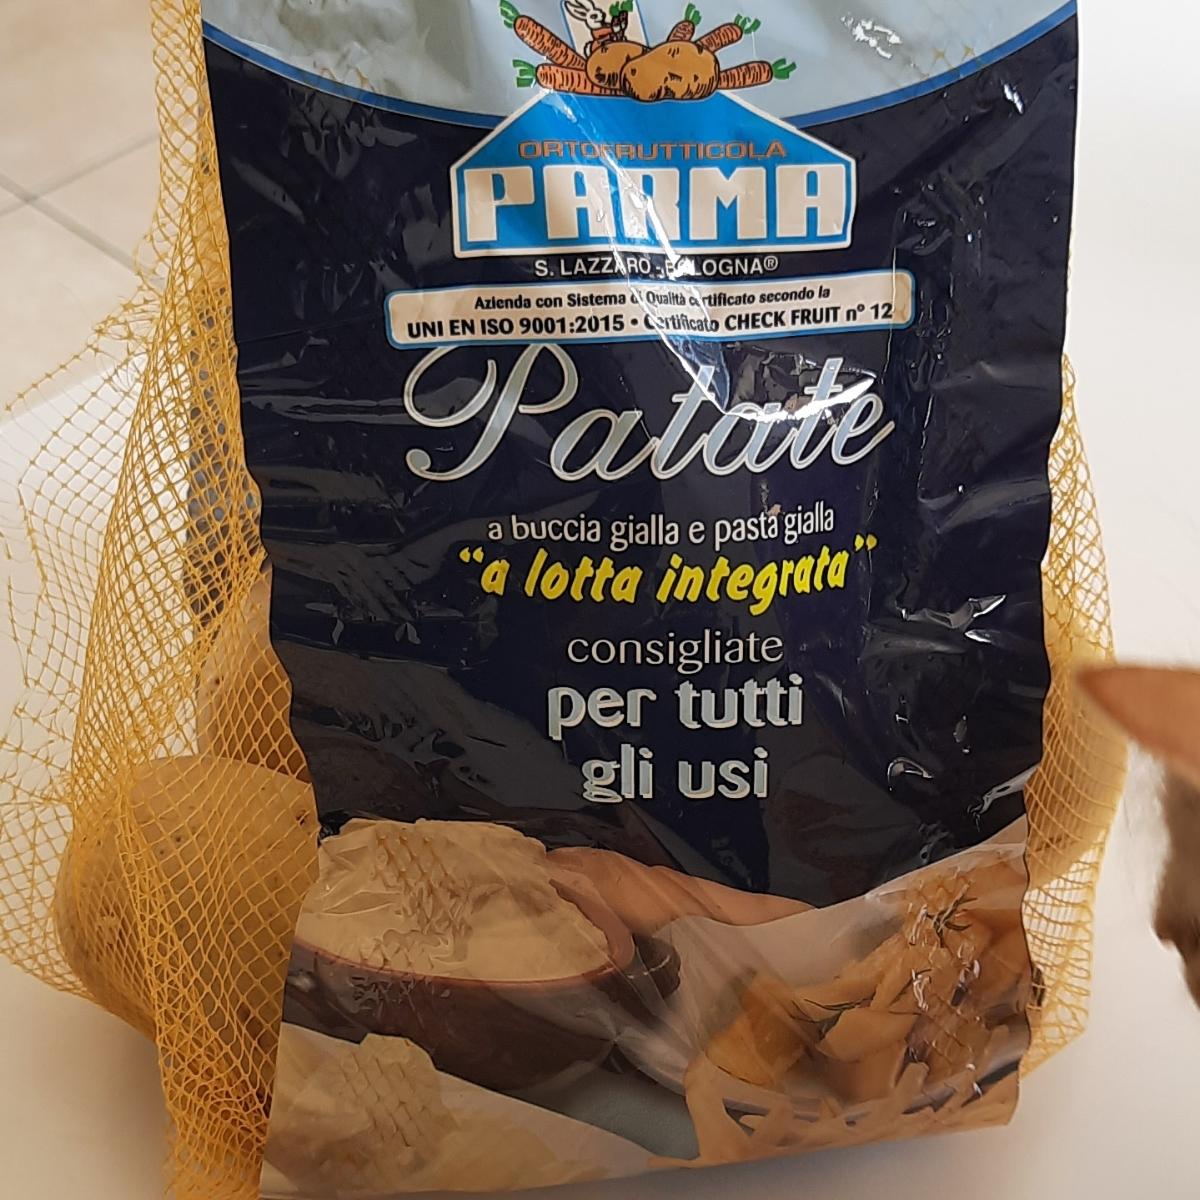 ORTOFRUTTICOLA
PARMA
S. LAZZARO - BOLOGNA®
Azienda con Sistema di Qualità certificato secondo la
UNI EN ISO 9001:2015 • Certificato CHECK FRUIT n° 12
Patate
a buccia gialla e pasta gialla
"a lotta integrata"
consigliate
per tutti
gli usi